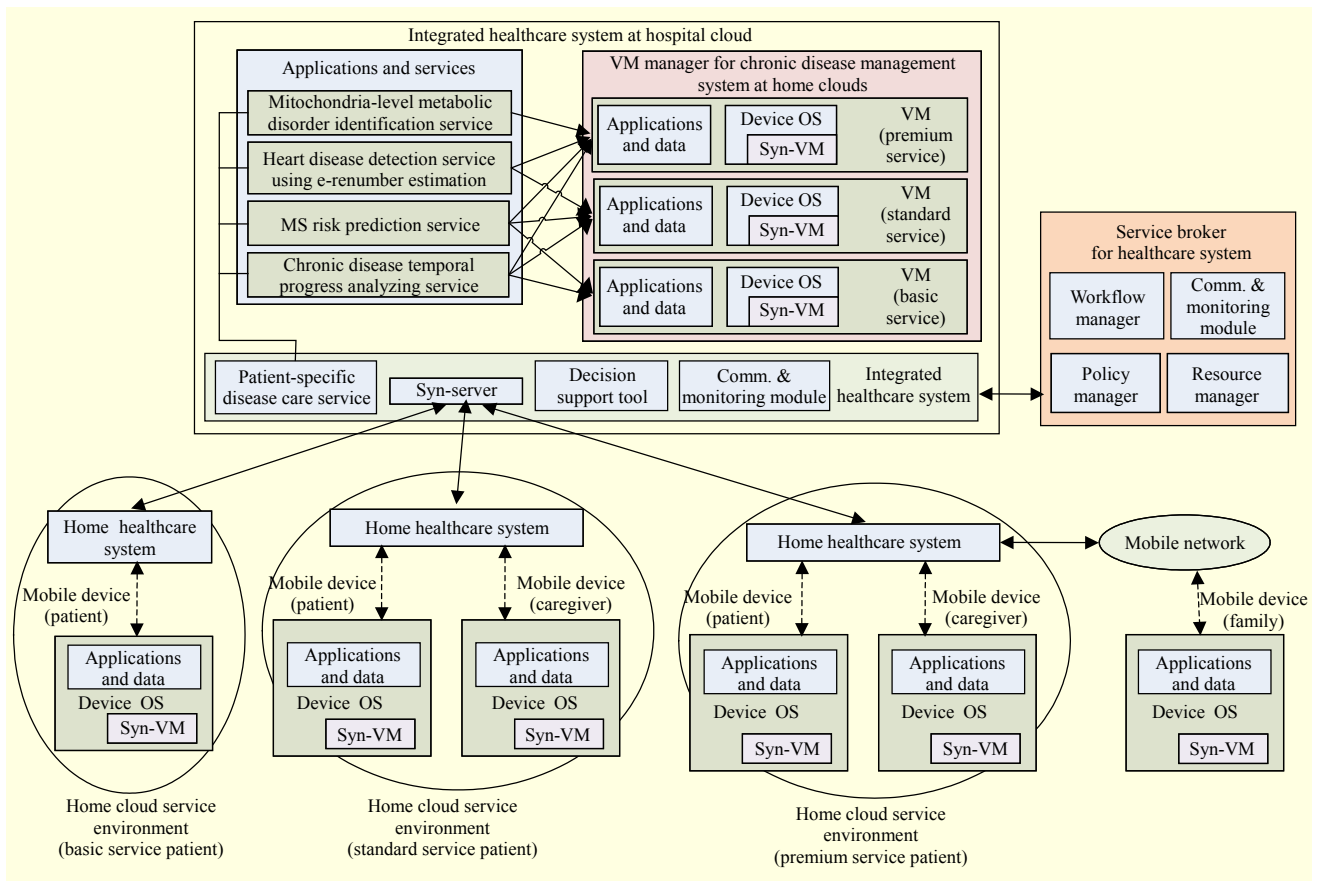 Integrated healthcare system at hospital cloud
Applications and services
Mitochondria-level metabolic
disorder identification service
Heart disease detection service
using e-renumber estimation
MS risk prediction service
Chronic disease temporal
progress analyzing service
VM manager for chronic disease management
system at home clouds
Applications
and data
Device OS
Syn-VM
VM
(premium
service)
Applications
and data
Device OS
Syn-VM
VM
(standard
service)
Applications
and data
Device OS
Syn-VM
VM
(basic
service)
Patient-specific
disease care service
Syn-server
Decision
support tool
Comm. &
monitoring module
Integrated
healthcare system
Service broker
for healthcare system
Workflow
manager
Comm. &
monitoring
module
Policy
manager
Resource
manager
Home healthcare
system
Mobile device
(patient)
Applications
and data
Device OS
Syn-VM
Home cloud service
environment
(basic service patient)
Home healthcare system
Mobile device
(patient)
Mobile device
(caregiver)
Applications
and data
Device OS
Syn-VM
Applications
and data
Device OS
Syn-VM
Home cloud service
environment
(standard service patient)
Home healthcare system
Mobile device
(patient)
Mobile device
(caregiver)
Applications
and data
Device OS
Syn-VM
Applications
and data
Device OS
Syn-VM
Home cloud service
environment
(premium service patient)
Mobile network
Mobile device
(family)
Applications
and data
Device OS
Syn-VM